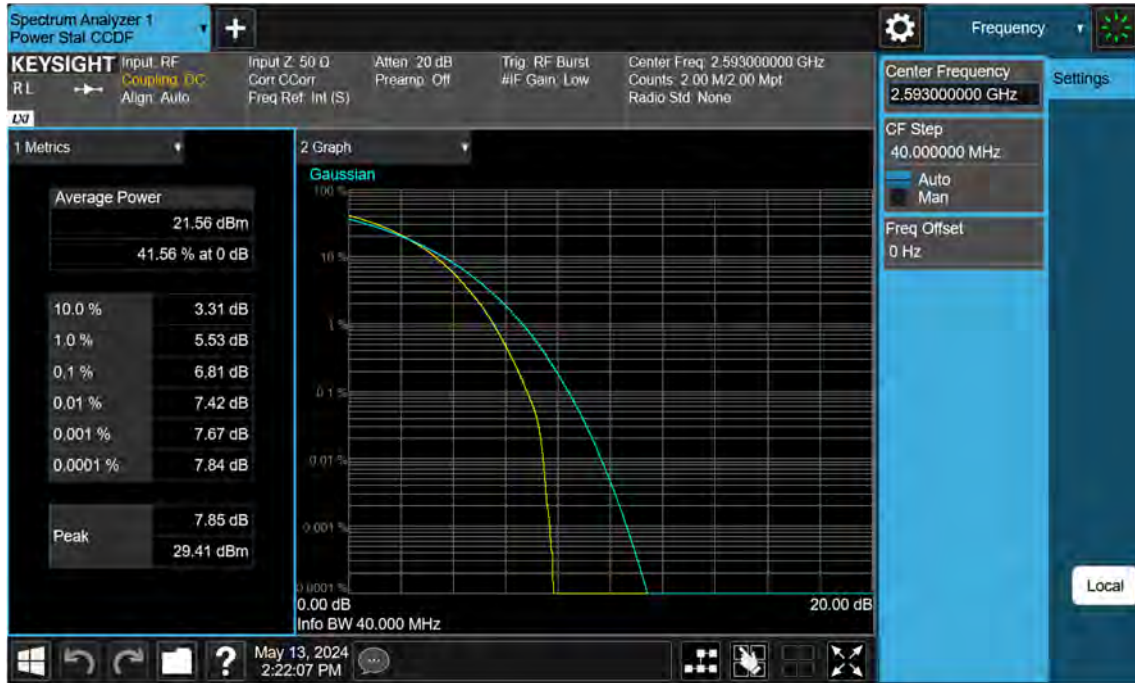 Spectrum Analyzer 1
Power Stat CCDF
+
Frequency
KEYSIGHT
RL
LXI
Input: RF
Coupling: DC
Align: Auto
Input Z: 50 Ω
Corr CCorr
Freq Ref: Int (S)
Atten: 20 dB
Preamp: Off
Trig: RF Burst
#IF Gain: Low
Center Freq: 2.593000000 GHz
Counts: 2.00 M/2.00 Mpt
Radio Std: None
Center Frequency
2.593000000 GHz
Settings
CF Step
40.000000 MHz
Auto
Man
Freq Offset
0 Hz
1 Metrics
Average Power
21.56 dBm
41.56 % at 0 dB
10.0 % 3.31 dB
1.0 % 5.53 dB
0.1 % 6.81 dB
0.01 % 7.42 dB
0.001 % 7.67 dB
0.0001 % 7.84 dB
Peak
7.85 dB
29.41 dBm
2 Graph
Gaussian
100 %
10 %
1 %
0.1 %
0.01 %
0.001 %
0.0001 %
0.00 dB
20.00 dB
Info BW 40.000 MHz
Local
?
May 13, 2024
2:22:07 PM